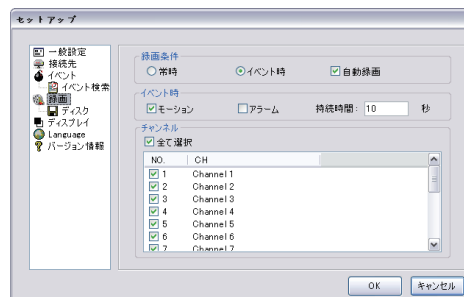 セットアップ
一般設定
接続先
イベント
イベント検索
録画
ディスク
ディスプレイ
Language
バージョン情報
録画条件
常時 イベント時 自動録画
イベント時
モーション アラーム 持続時間: 10 秒
チャンネル
全て選択
NO. CH
1 Channel 1
2 Channel 2
3 Channel 3
4 Channel 4
5 Channel 5
6 Channel 6
7 Channel 7
OK キャンセル